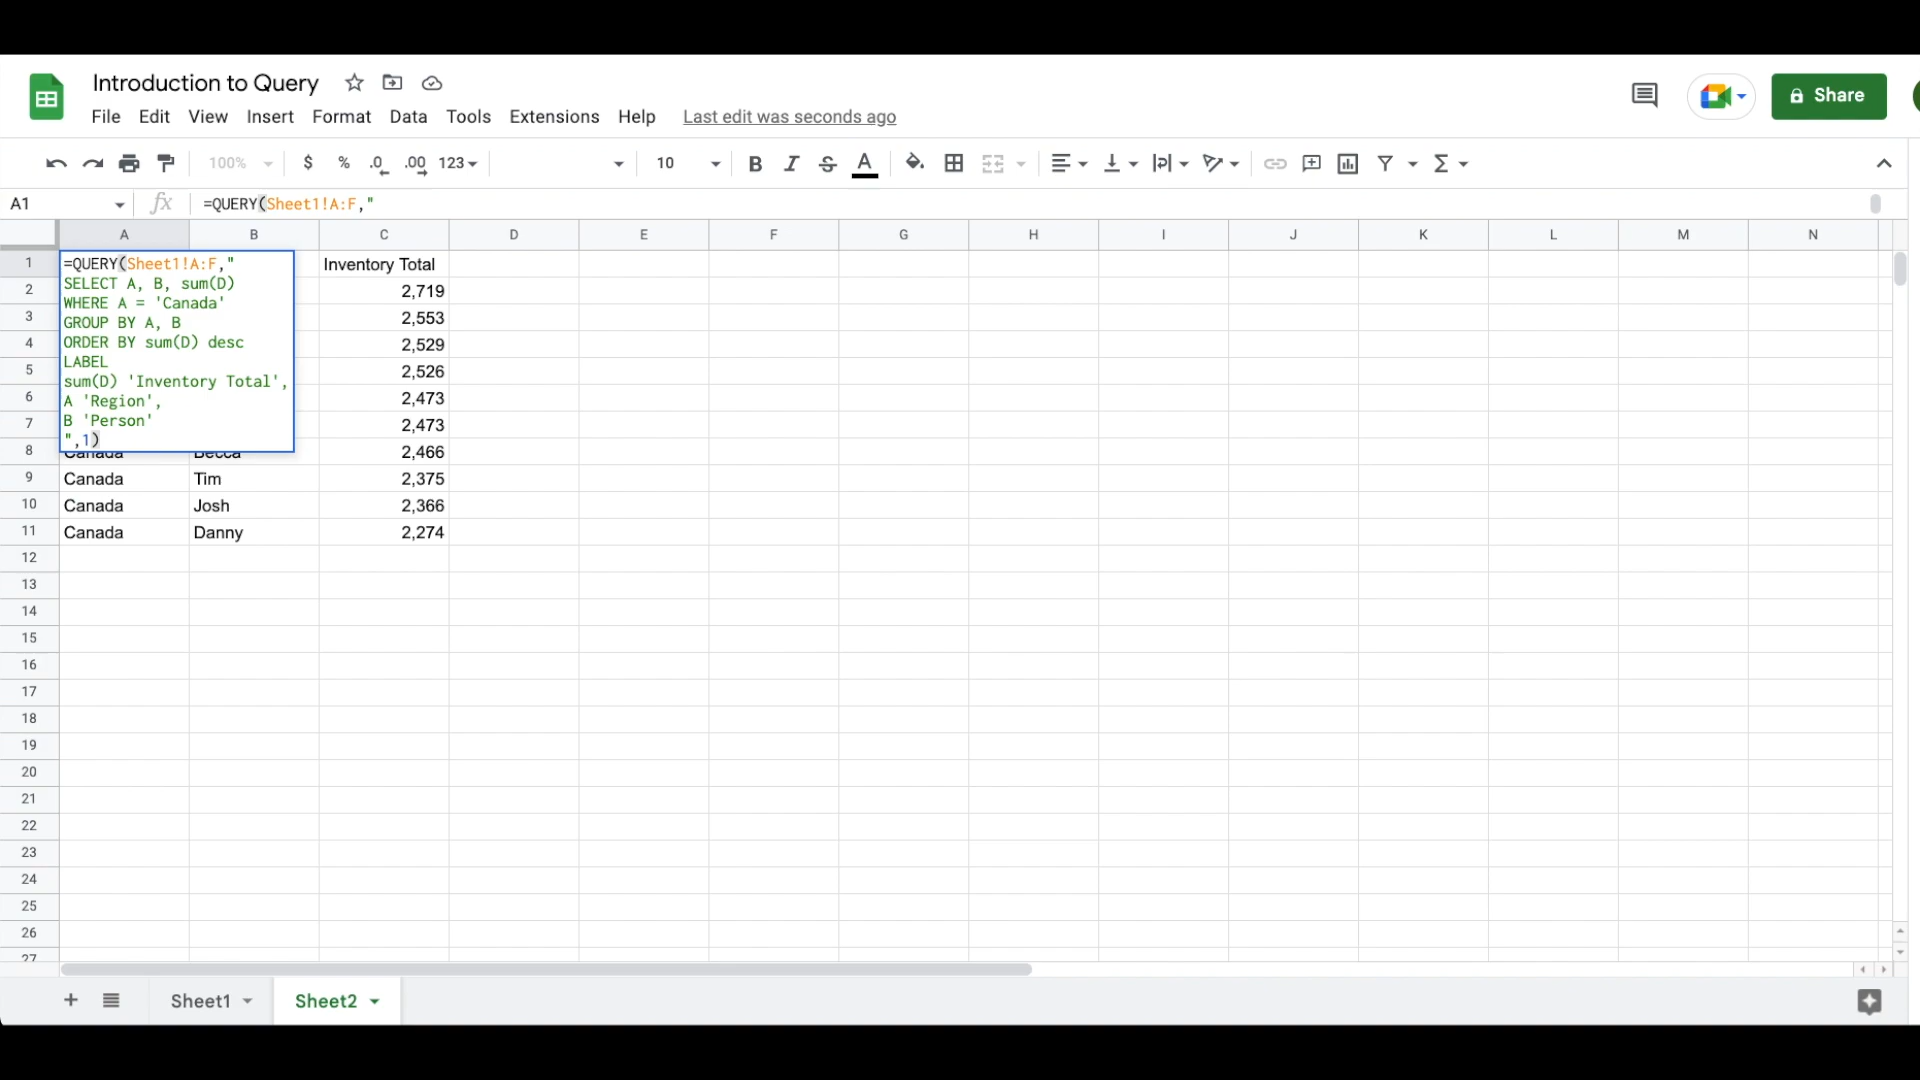 Introduction to Query
File Edit View Insert Format Data Tools Extensions Help Last edit was seconds ago
Share
100% $ % .0 .00 123 10 B I S A
A1 fx =QUERY(Sheet1!A:F,"
A B C D E F G H I J K L M N
1 =QUERY(Sheet1!A:F," Inventory Total
SELECT A, B, sum(D)
2 2,719
WHERE A = 'Canada'
3 2,553
GROUP BY A, B
4 ORDER BY sum(D) desc 2,529
LABEL
5 2,526
sum(D) 'Inventory Total',
6 A 'Region', 2,473
7 B 'Person' 2,473
",1)
8 Canada Becca 2,466
9 Canada Tim 2,375
10 Canada Josh 2,366
11 Canada Danny 2,274
12
13
14
15
16
17
18
19
20
21
22
23
24
25
26
27
Sheet1 Sheet2